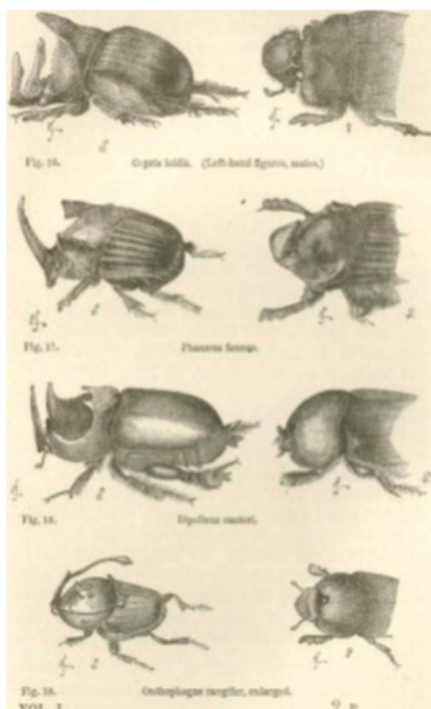 Fig. 16. Copris isidis. (Left-hand figures, males.)
Fig. 17. Phanæus faunus.
Fig. 18. Dipelicus cantori.
Fig. 19. Onthophagus rangifer, enlarged.
VOL. I.